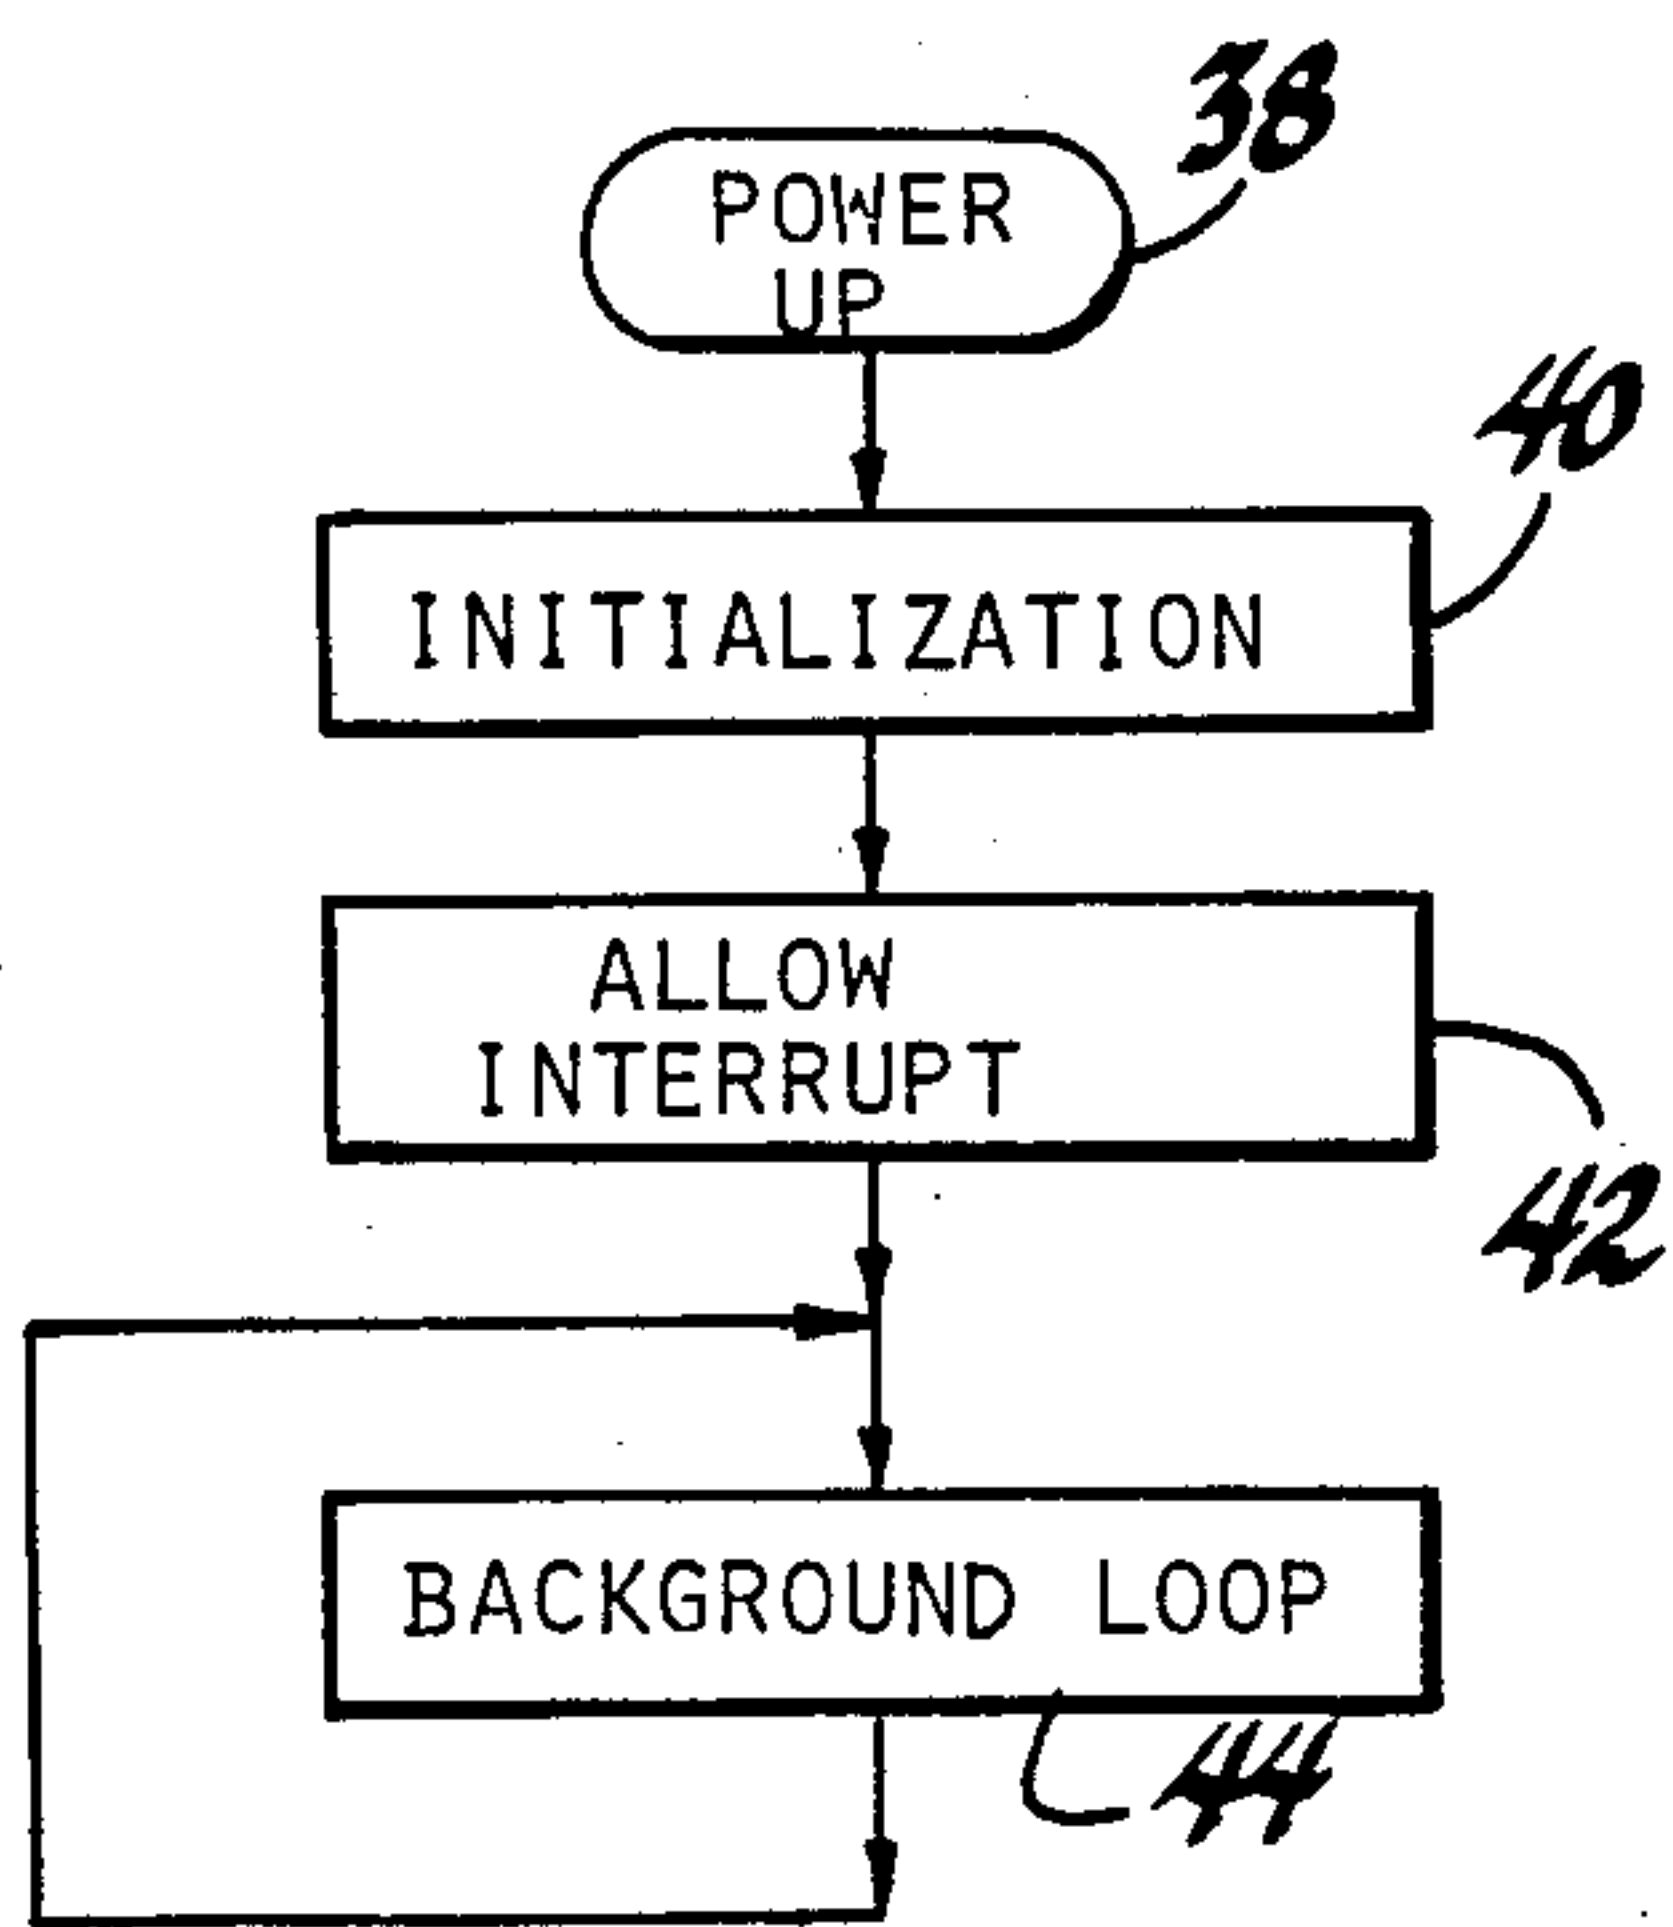 38
POWER
UP
40
INITIALIZATION
ALLOW
INTERRUPT
42
BACKGROUND LOOP
44